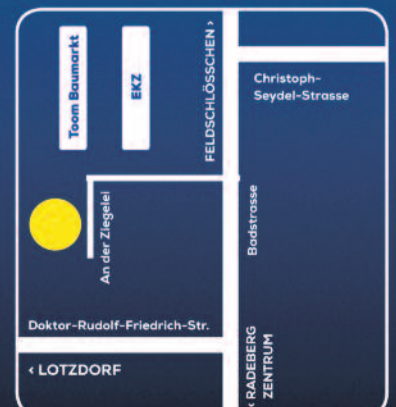 Toom Baumarkt
EKZ
FELDSCHLÖSSCHEN ›
Christoph-
Seydel-Strasse
An der Ziegelei
Badstrasse
Doktor-Rudolf-Friedrich-Str.
‹ LOTZDORF
‹ RADEBERG
ZENTRUM